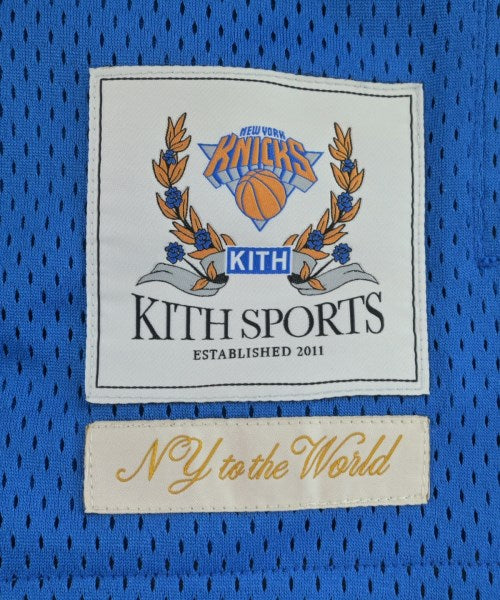 NEW YORK
KNICKS
KITH
KITH SPORTS
ESTABLISHED 2011
NY to the World